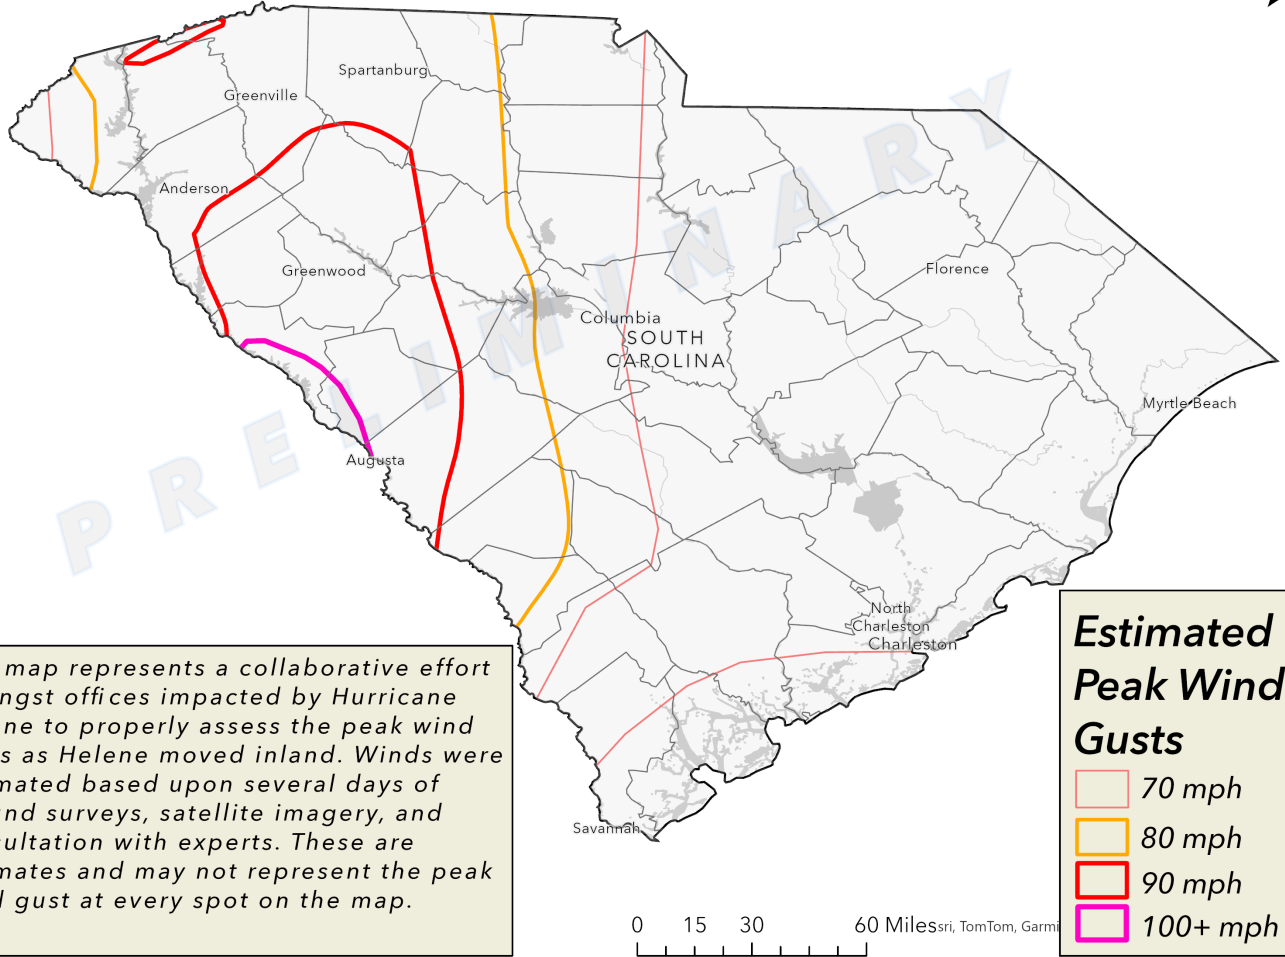 Spartanburg
Greenville
Anderson
Greenwood
Florence
Columbia
SOUTH
CAROLINA
Myrtle Beach
Augusta
PRELIMINARY
North
Charleston
Charleston
Savannah
map represents a collaborative effort
ngst offices impacted by Hurricane
ne to properly assess the peak wind
s as Helene moved inland. Winds were
mated based upon several days of
nd surveys, satellite imagery, and
sultation with experts. These are
mates and may not represent the peak
gust at every spot on the map.
Estimated
Peak Wind
Gusts
70 mph
80 mph
90 mph
100+ mph
0 15 30 60 Miles
sri, TomTom, Garmi